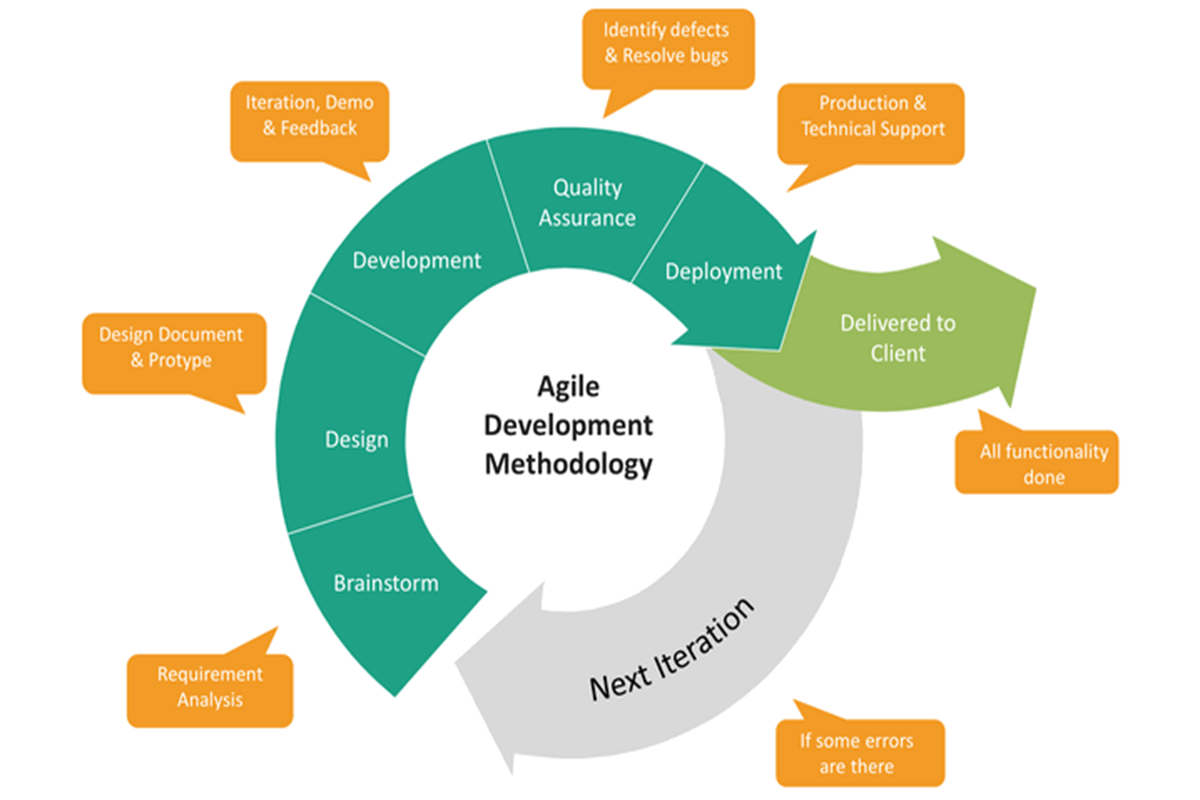 Identify defects
& Resolve bugs
Iteration, Demo
& Feedback
Production &
Technical Support
Quality
Assurance
Development
Deployment
Delivered to
Client
Design Document
& Protype
Agile
Development
Methodology
Design
All functionality
done
Brainstorm
Next Iteration
Requirement
Analysis
If some errors
are there